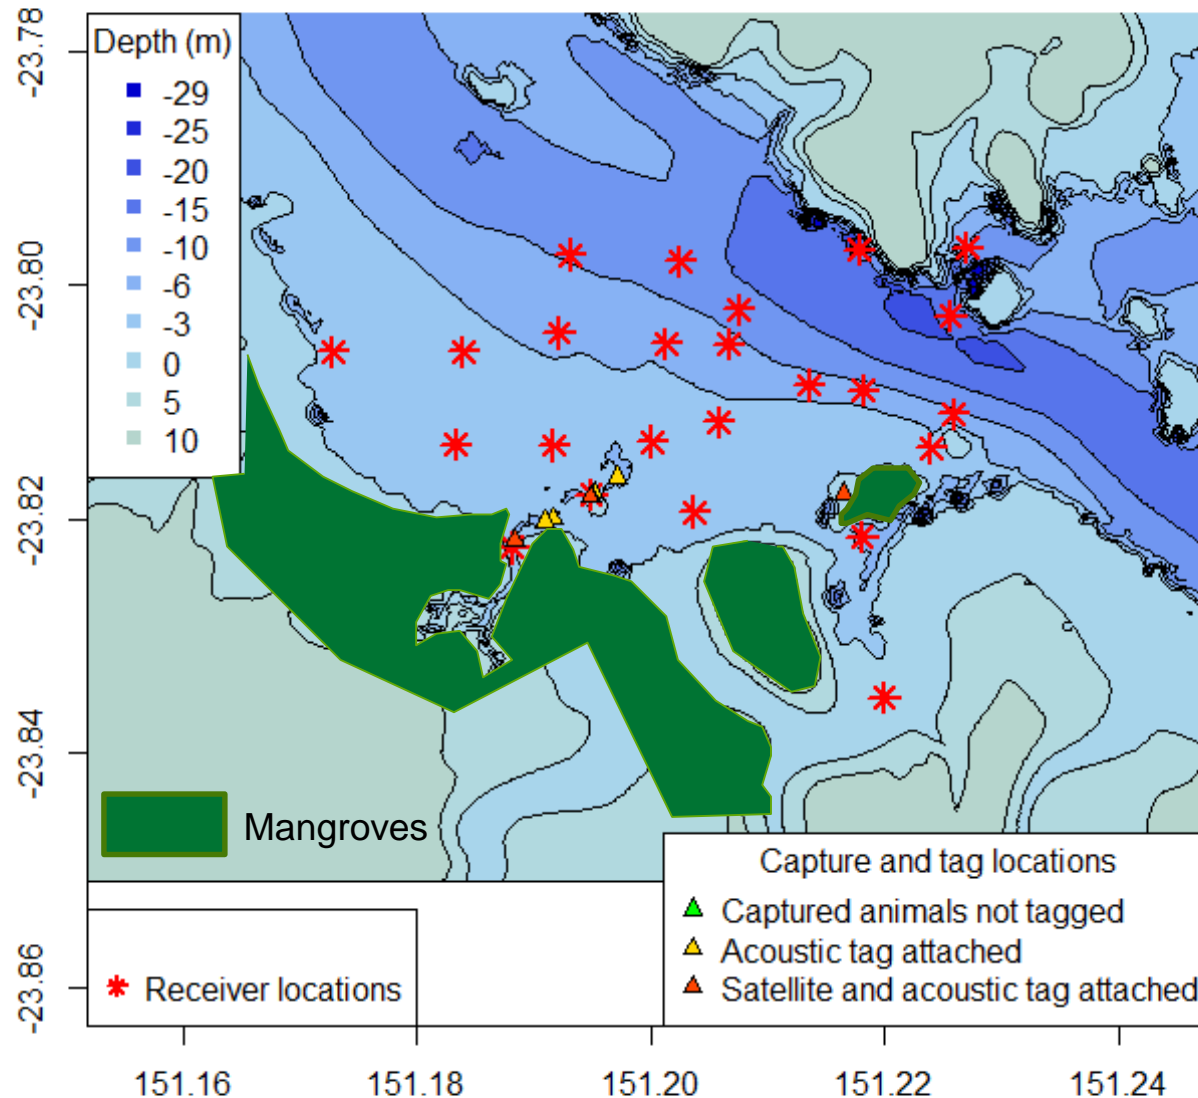 Depth (m)
-29
-25
-20
-15
-10
-6
-3
0
5
10
-23.78
-23.80
-23.82
-23.84
-23.86
Mangroves
Receiver locations
Capture and tag locations
Captured animals not tagged
Acoustic tag attached
Satellite and acoustic tag attached
151.16
151.18
151.20
151.22
151.24